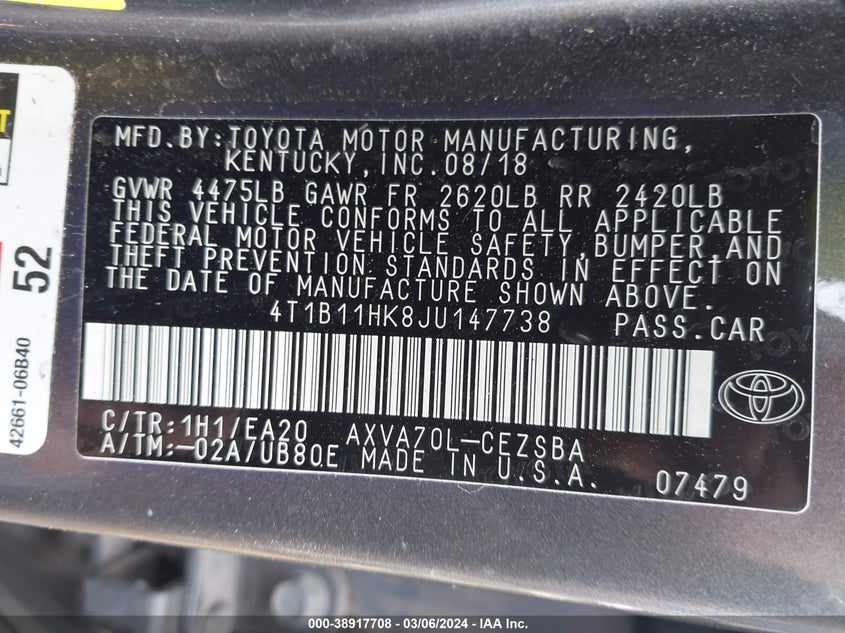 MFD.BY:TOYOTA MOTOR MANUFACTURING,
KENTUCKY,INC.08/18
GVWR 4475LB GAWR FR 2620LB RR 2420LB
THIS VEHICLE CONFORMS TO ALL APPLICABLE
FEDERAL MOTOR VEHICLE SAFETY,BUMPER,AND
THEFT PREVENTION STANDARDS IN EFFECT ON
THE DATE OF MANUFACTURE SHOWN ABOVE.
4T1B11HK8JU147738 PASS.CAR
C/TR:1H1/EA20 AXVA70L-CEZSBA
A/TM:-02A/UB80E MADE IN U.S.A.
07479
52
42661-06B40
000-38917708 - 03/06/2024 - IAA Inc.